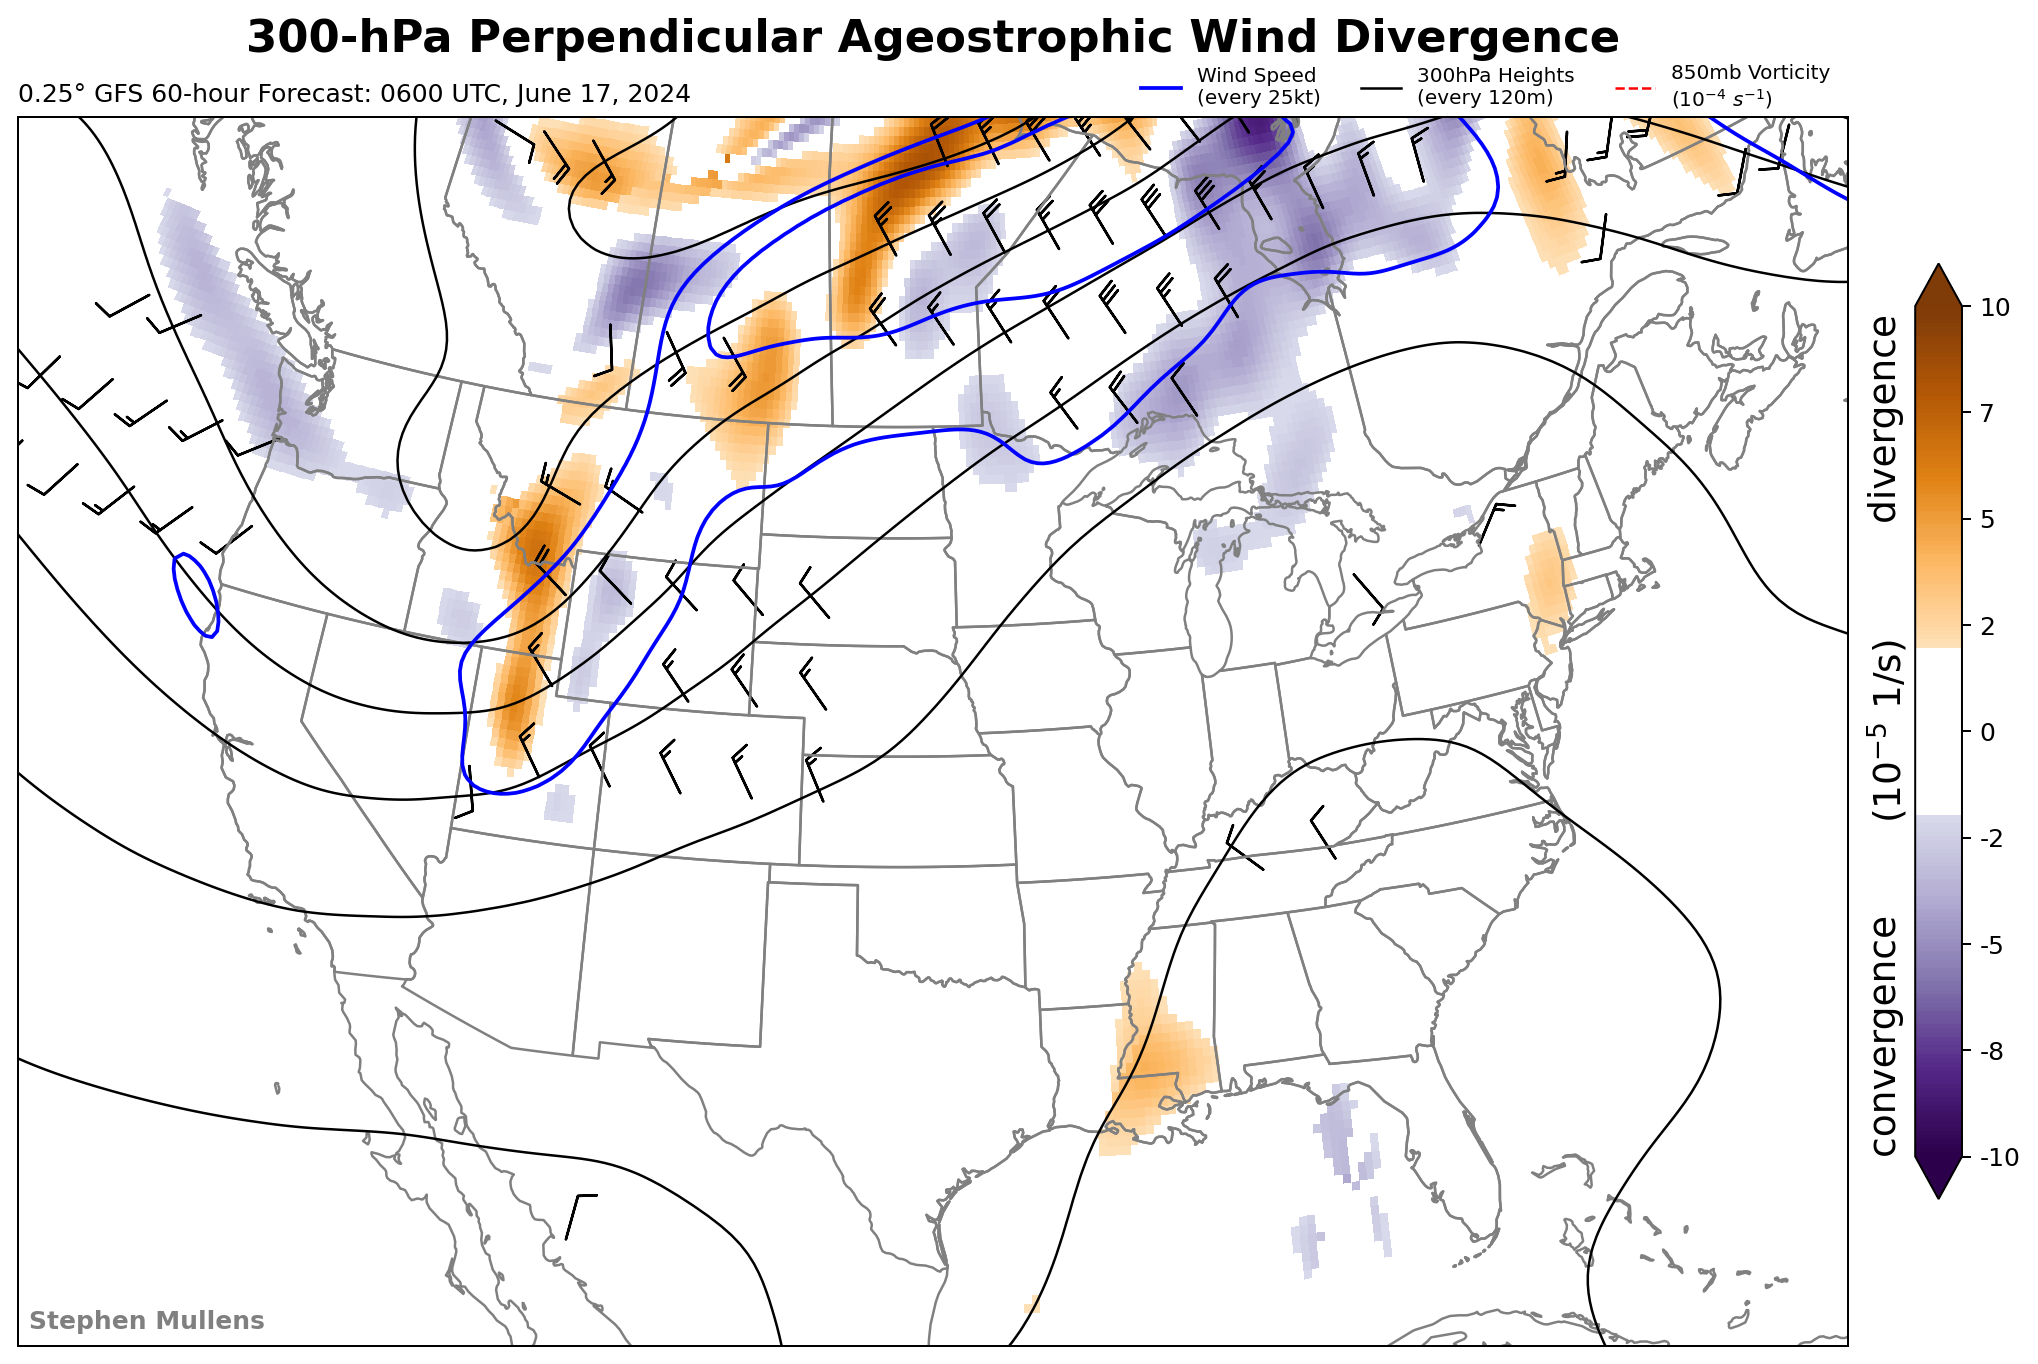 300-hPa Perpendicular Ageostrophic Wind Divergence
0.25° GFS 60-hour Forecast: 0600 UTC, June 17, 2024
Wind Speed
(every 25kt)
300hPa Heights
(every 120m)
850mb Vorticity
(10⁻⁴ s⁻¹)
10
7
5
2
0
-2
-5
-8
-10
convergence (10⁻⁵ 1/s) divergence
Stephen Mullens